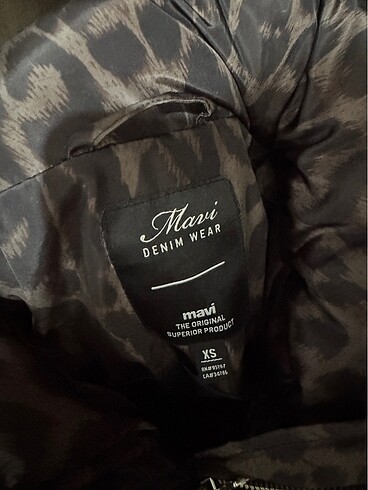 Mavi
DENIM WEAR
mavi
THE ORIGINAL
SUPERIOR PRODUCT
XS